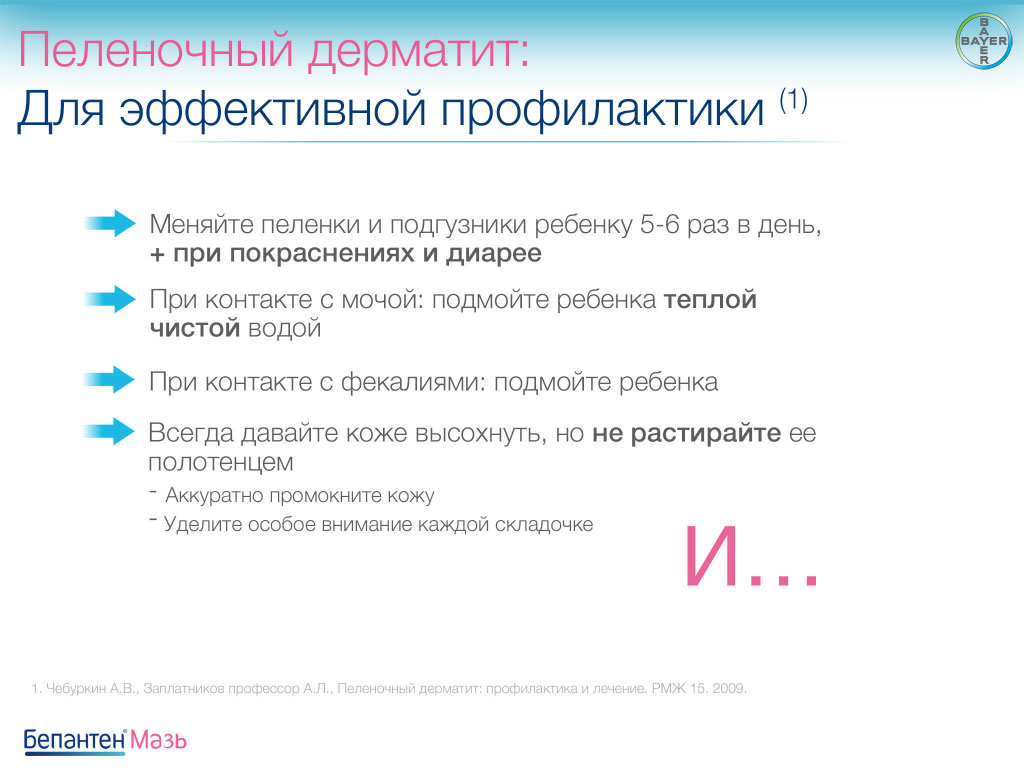 Пеленочный дерматит:
Для эффективной профилактики (1)
BAYER
BAYER
Меняйте пеленки и подгузники ребенку 5-6 раз в день,
+ при покраснениях и диарее
При контакте с мочой: подмойте ребенка теплой
чистой водой
При контакте с фекалиями: подмойте ребенка
Всегда давайте коже высохнуть, но не растирайте ее
полотенцем
- Аккуратно промокните кожу
- Уделите особое внимание каждой складочке
И...
1. Чебуркин А.В., Заплатников профессор А.Л., Пеленочный дерматит: профилактика и лечение. РМЖ 15. 2009.
Бепантен® Мазь